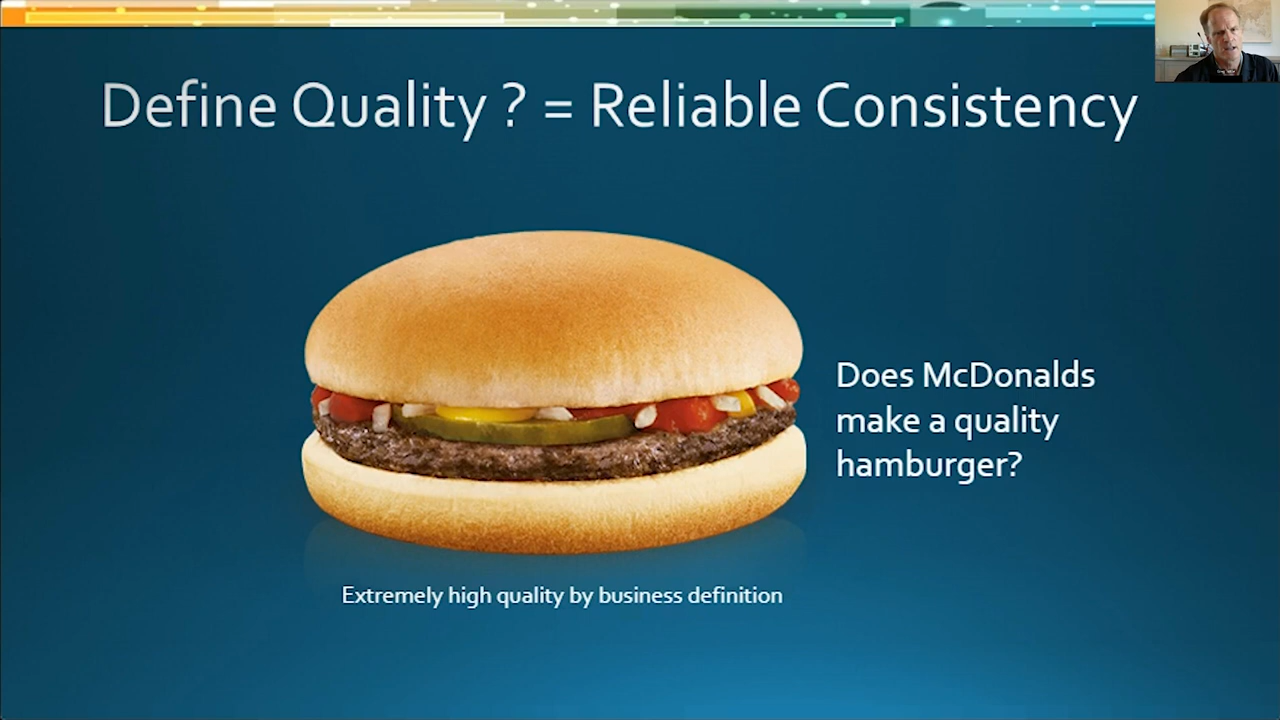 Define Quality ? = Reliable Consistency
Does McDonalds
make a quality
hamburger?
Extremely high quality by business definition